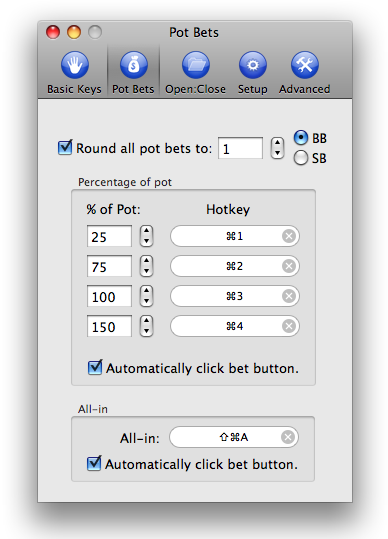 Pot Bets
Basic Keys Pot Bets Open:Close Setup Advanced
Round all pot bets to: 1 BB
SB
Percentage of pot
% of Pot: Hotkey
25 ⌘1
75 ⌘2
100 ⌘3
150 ⌘4
Automatically click bet button.
All-in
All-in: ⇧⌘A
Automatically click bet button.